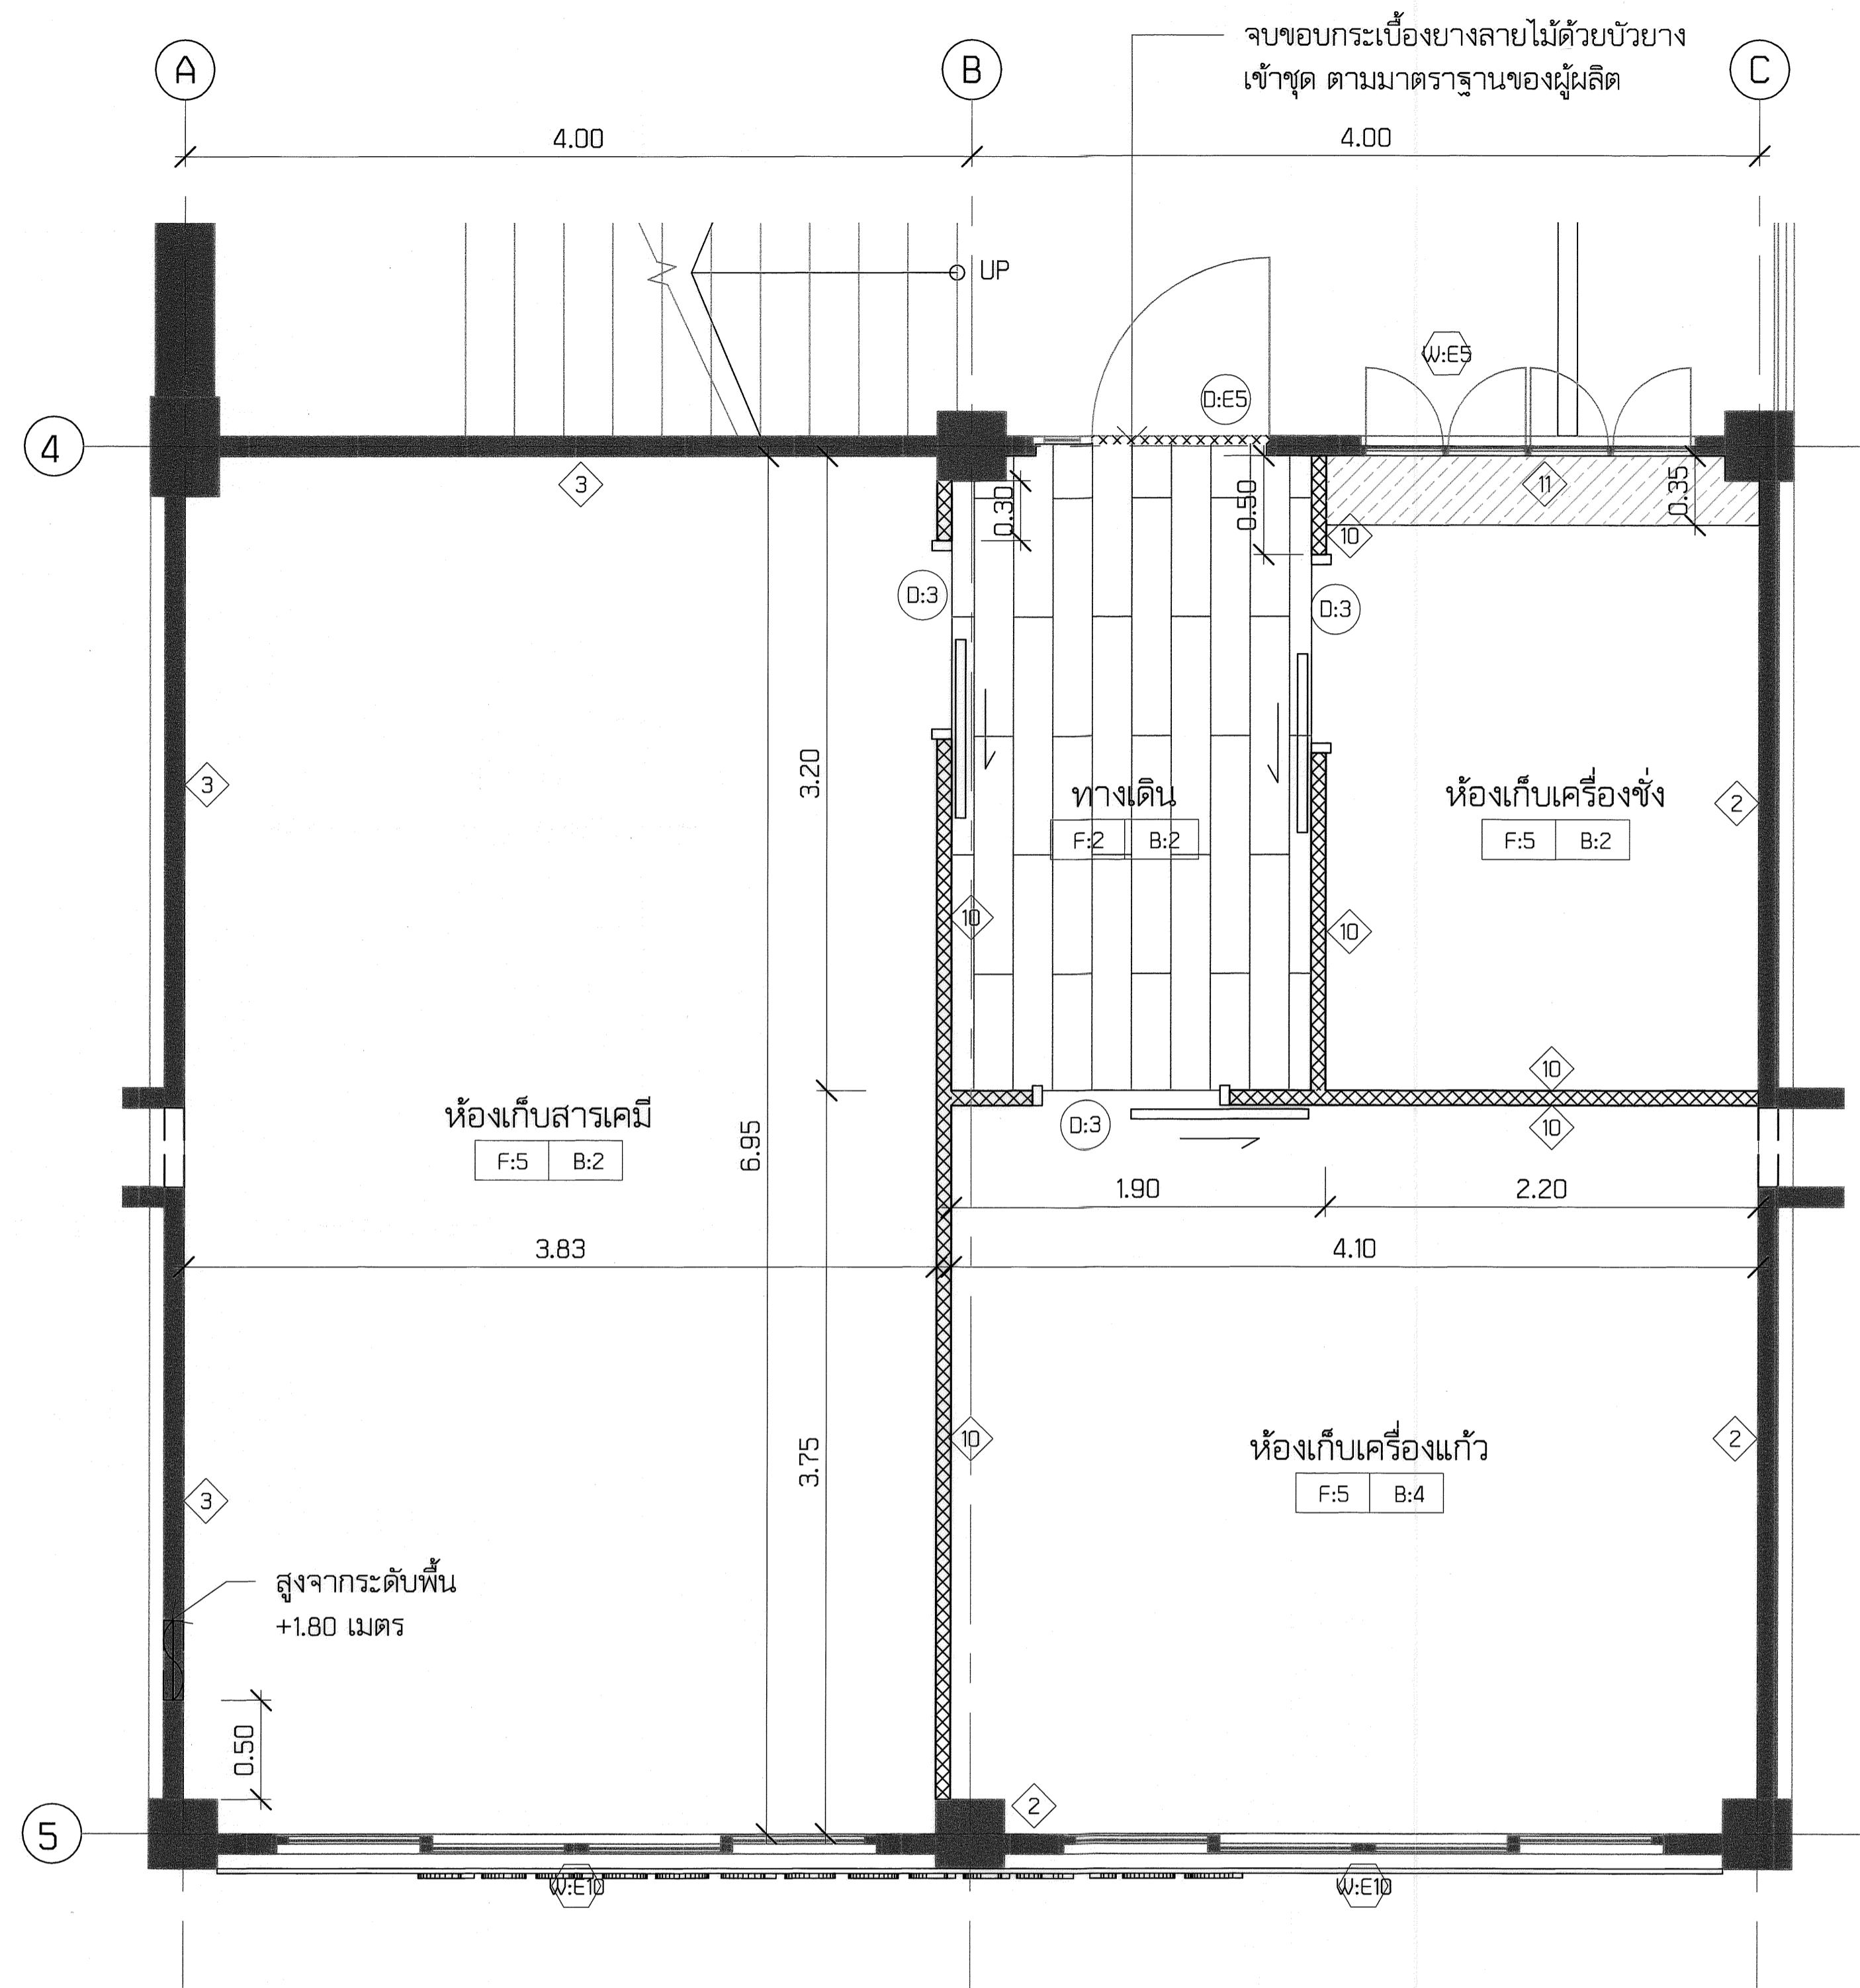 จบขอบกระเบื้องยางลายไม้ด้วยบัวยาง
เข้าชุด ตามมาตราฐานของผู้ผลิต
A
B
C
4.00
4.00
UP
W:E5
D:E5
4
3
0.30
0.50
11
0.35
10
D:3
D:3
3
3.20
ทางเดิน
F:2 B:2
ห้องเก็บเครื่องชั่ง
F:5 B:2
2
10
10
10
ห้องเก็บสารเคมี
F:5 B:2
6.95
D:3
10
1.90
2.20
3.83
4.10
3
3.75
10
ห้องเก็บเครื่องแก้ว
F:5 B:4
2
สูงจากระดับพื้น
+1.80 เมตร
0.50
2
5
W:E10
W:E10